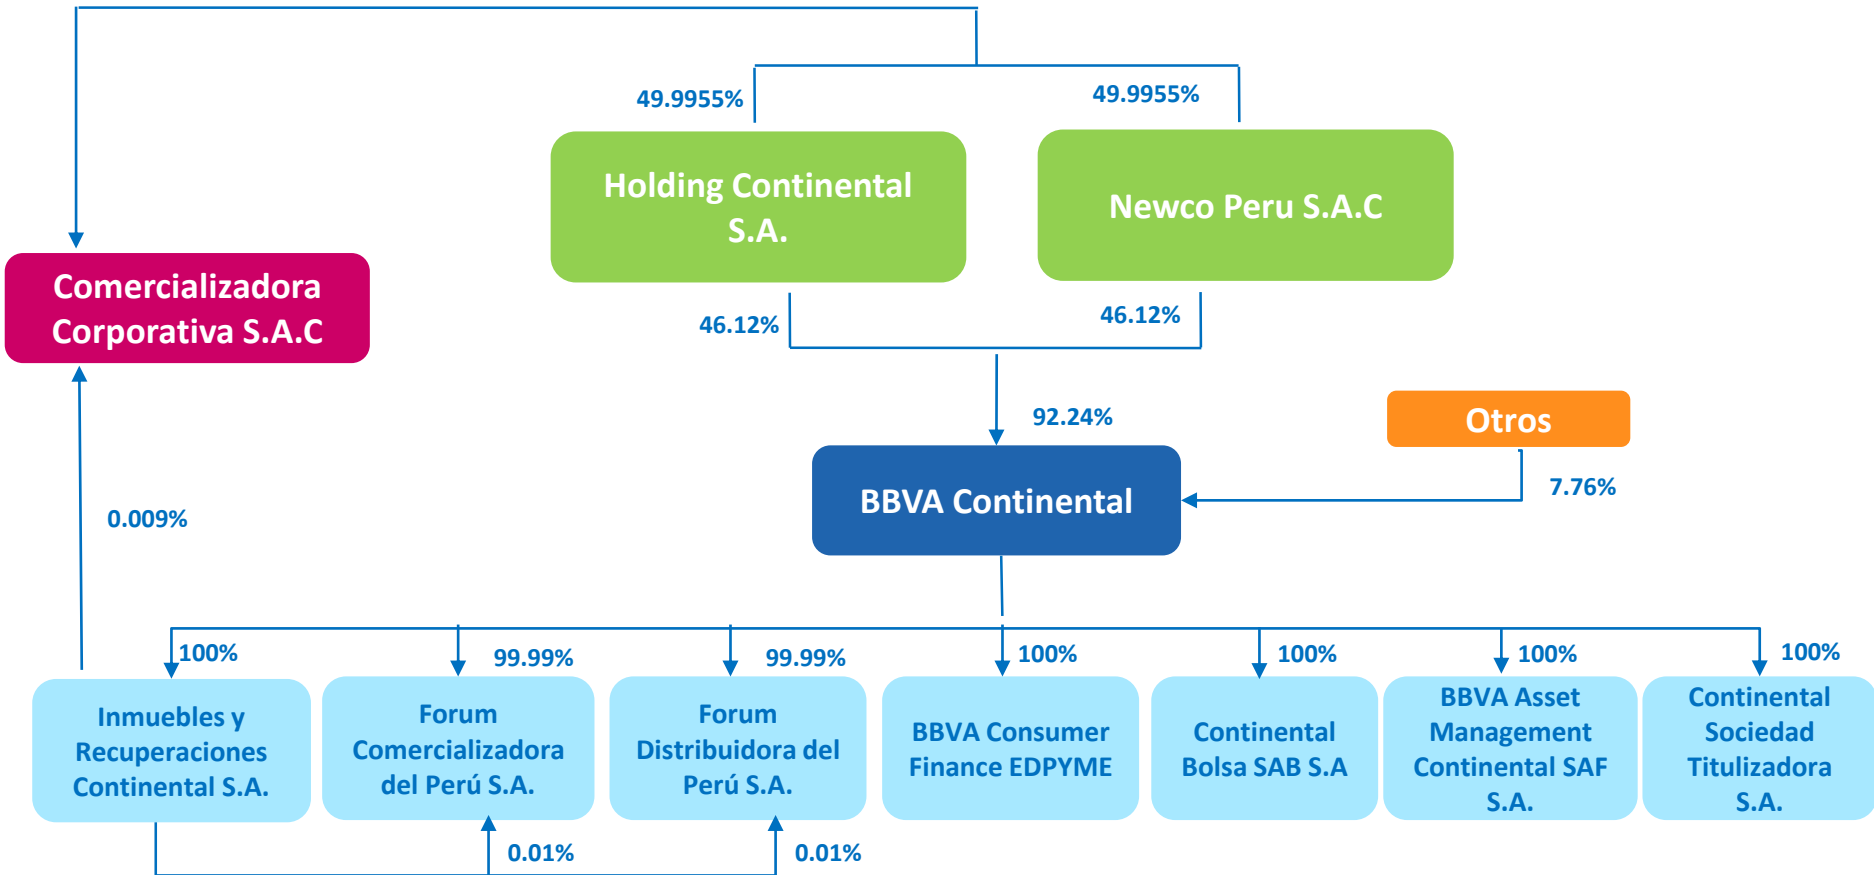 49.9955%
49.9955%
Holding Continental
S.A.
Newco Peru S.A.C
Comercializadora
Corporativa S.A.C
46.12%
46.12%
92.24%
Otros
7.76%
BBVA Continental
0.009%
100%
99.99%
99.99%
100%
100%
100%
100%
Inmuebles y
Recuperaciones
Continental S.A.
Forum
Comercializadora
del Perú S.A.
Forum
Distribuidora del
Perú S.A.
BBVA Consumer
Finance EDPYME
Continental
Bolsa SAB S.A
BBVA Asset
Management
Continental SAF
S.A.
Continental
Sociedad
Titulizadora
S.A.
0.01%
0.01%